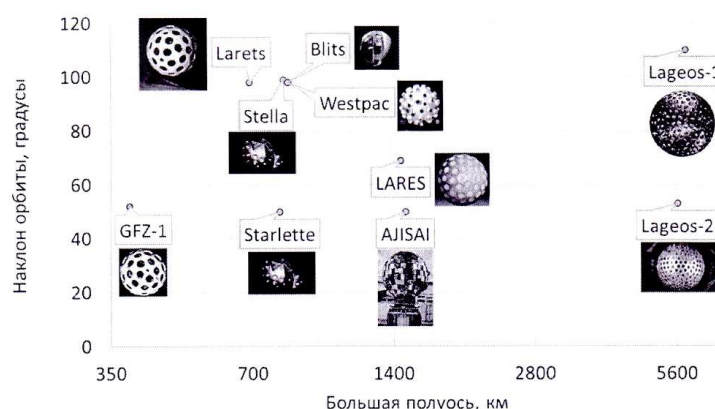 120
100
80
60
40
20
0
Наклон орбиты, градусы
Larets
Blits
Stella
Westpac
Lageos-1
LARES
GFZ-1
Starlette
AJISAI
Lageos-2
350
700
1400
2800
5600
Большая полуось, км